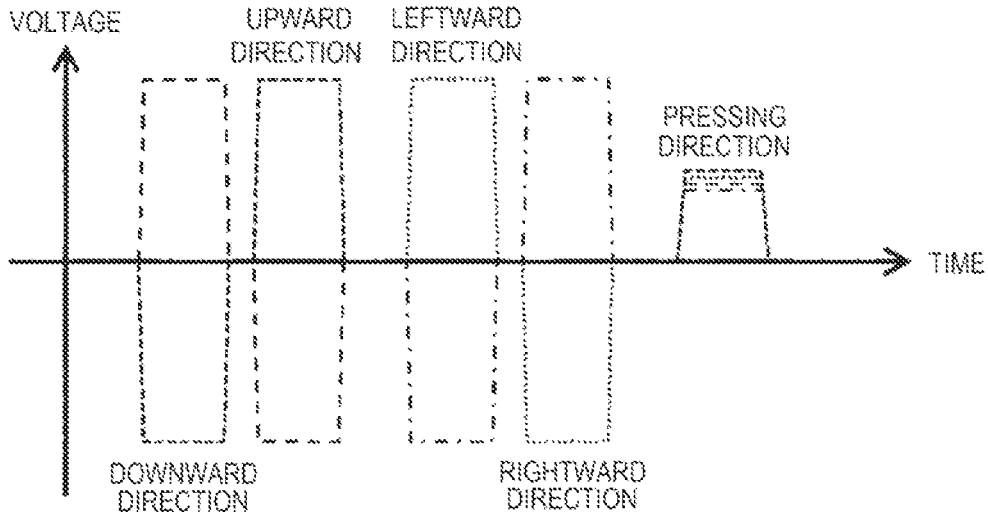 VOLTAGE
UPWARD
DIRECTION
LEFTWARD
DIRECTION
PRESSING
DIRECTION
TIME
DOWNWARD
DIRECTION
RIGHTWARD
DIRECTION